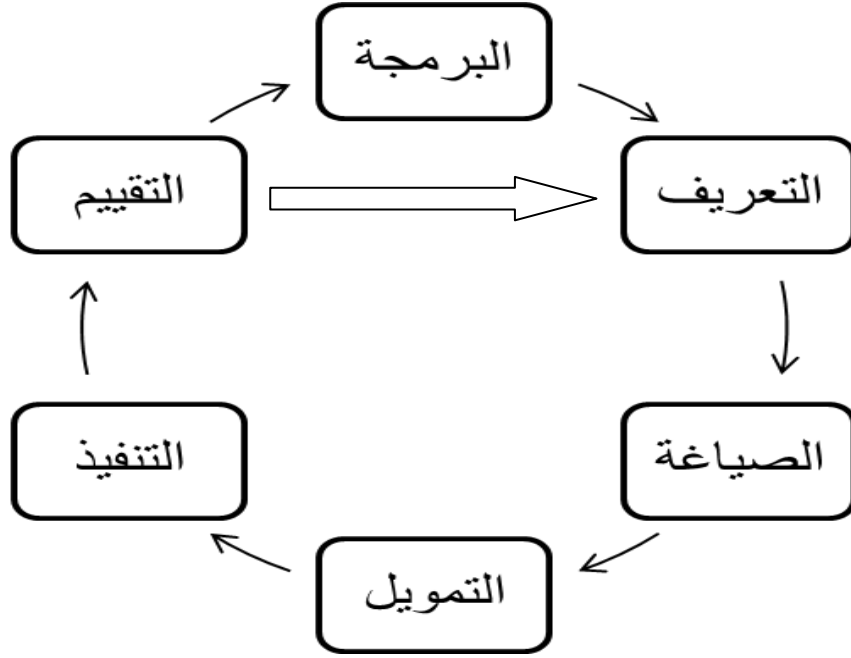 البرمجة
التعريف
التقييم
الصياغة
التنفيذ
التمويل